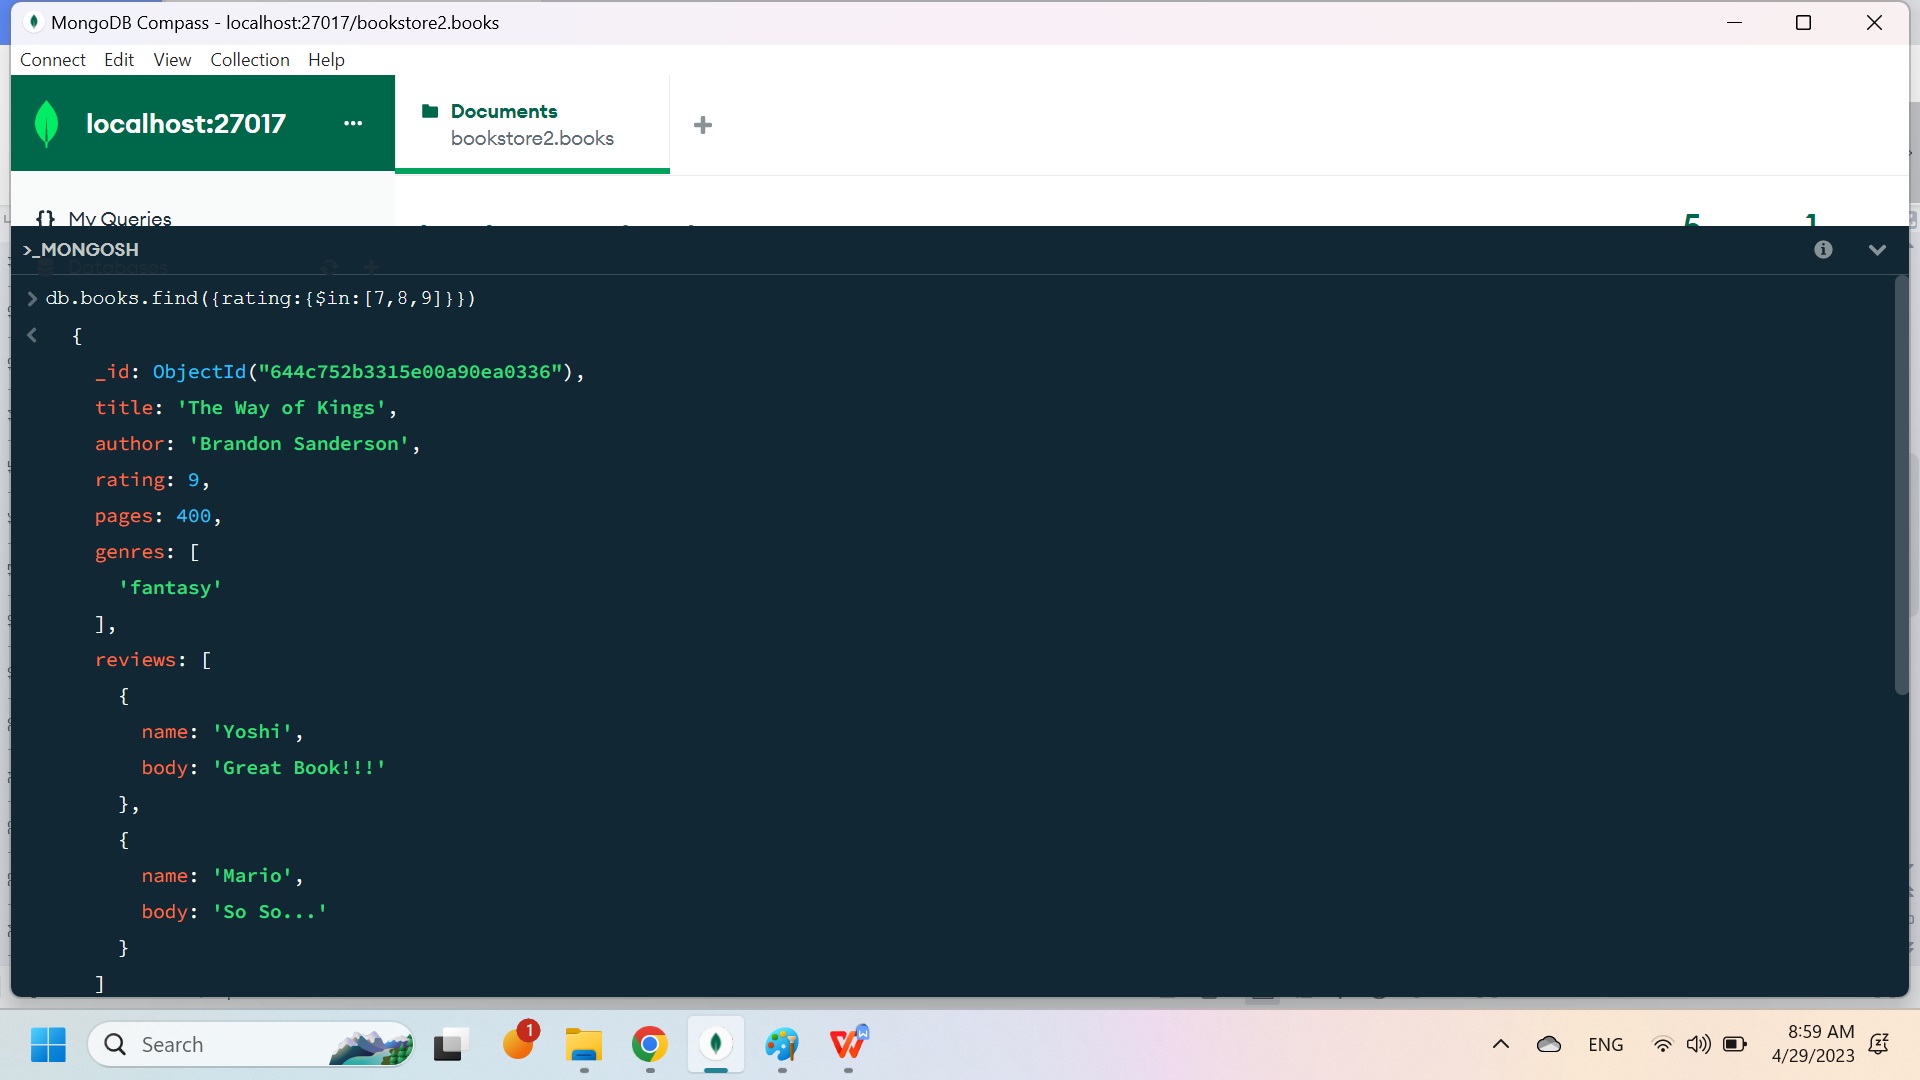 MongoDB Compass - localhost:27017/bookstore2.books
Connect Edit View Collection Help
localhost:27017 ...
Documents
bookstore2.books
{} My Queries
5 1
>_MONGOSH
Databases
> db.books.find({rating:{$in:[7,8,9]}})
< {
_id: ObjectId("644c752b3315e00a90ea0336"),
title: 'The Way of Kings',
author: 'Brandon Sanderson',
rating: 9,
pages: 400,
genres: [
'fantasy'
],
reviews: [
{
name: 'Yoshi',
body: 'Great Book!!!'
},
{
name: 'Mario',
body: 'So So...'
}
]
Search
1
ENG
8:59 AM
4/29/2023